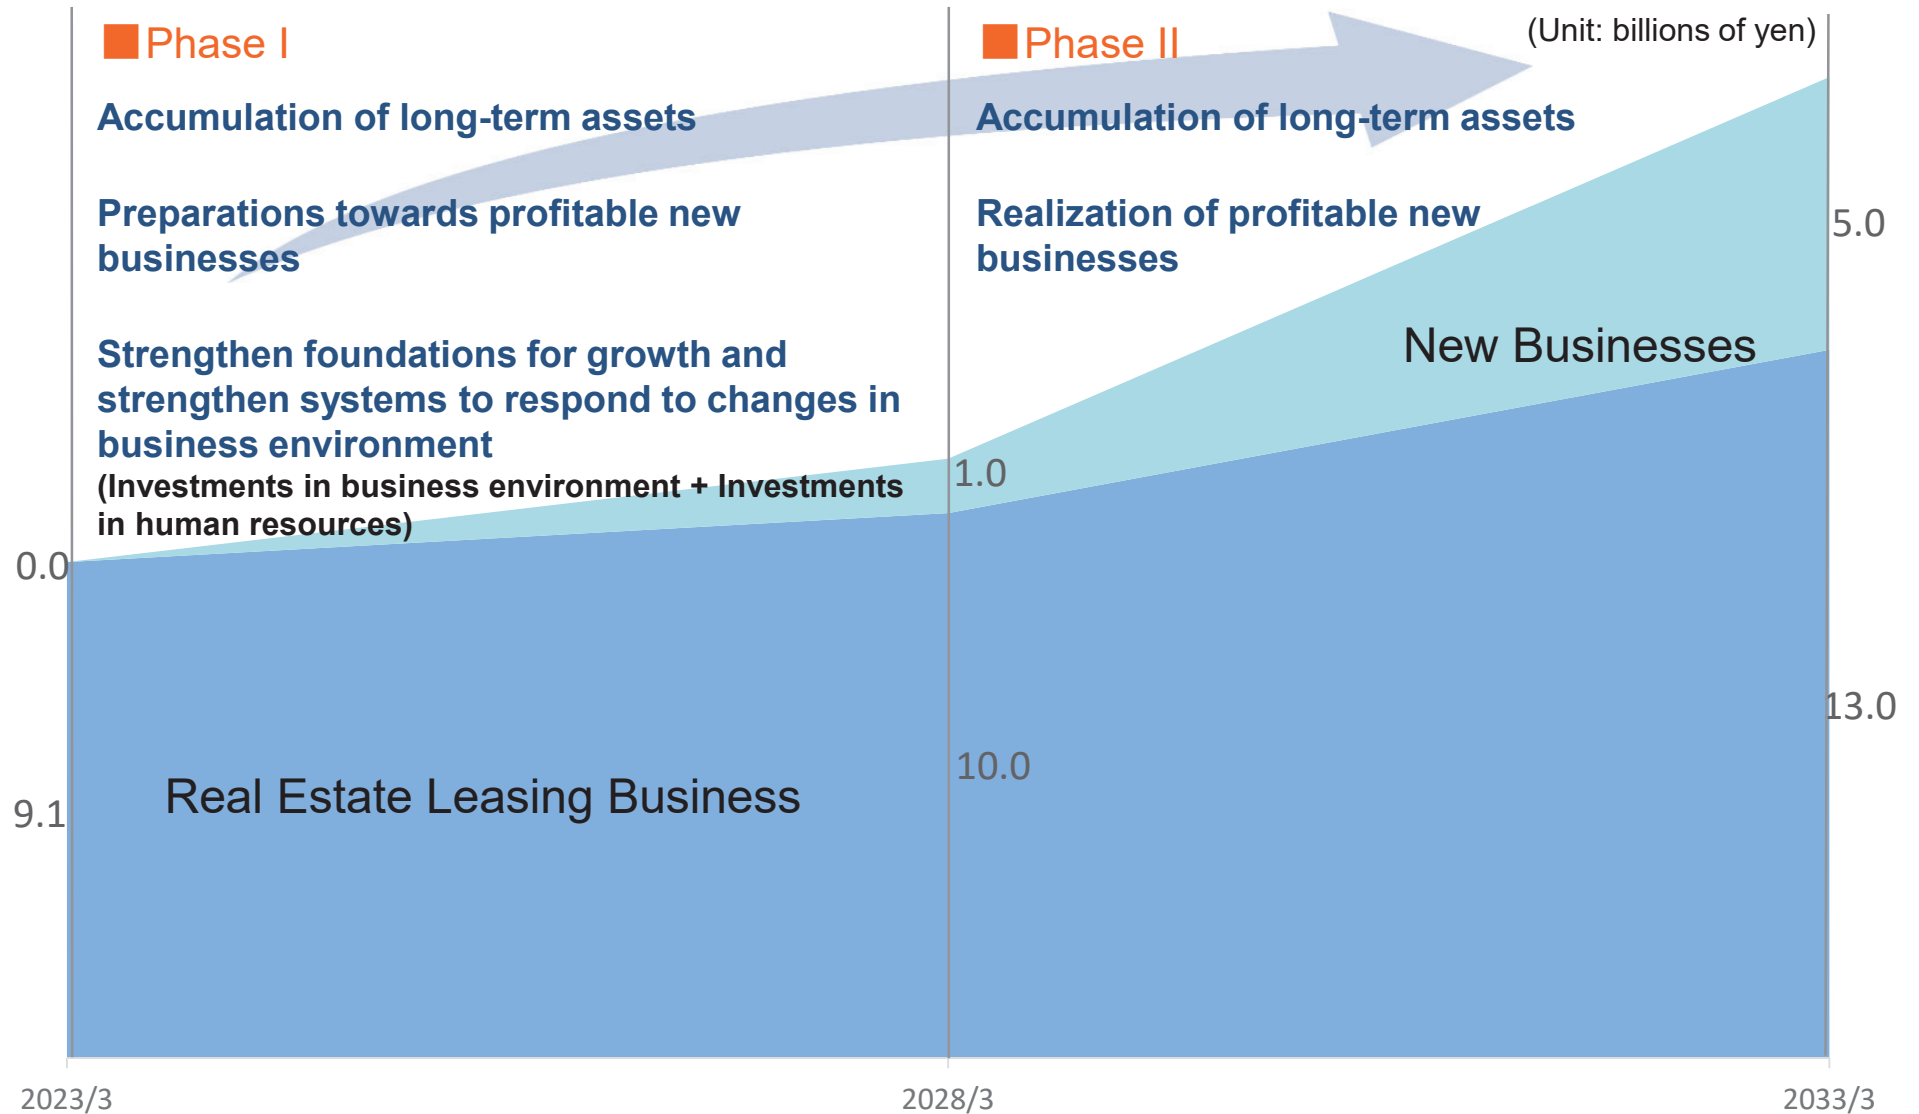 Phase I
Accumulation of long-term assets
Preparations towards profitable new
businesses
Strengthen foundations for growth and
strengthen systems to respond to changes in
business environment
(Investments in business environment + Investments
in human resources)
Phase II
(Unit: billions of yen)
Accumulation of long-term assets
Realization of profitable new
businesses
5.0
New Businesses
1.0
0.0
13.0
10.0
Real Estate Leasing Business
9.1
2023/3
2028/3
2033/3